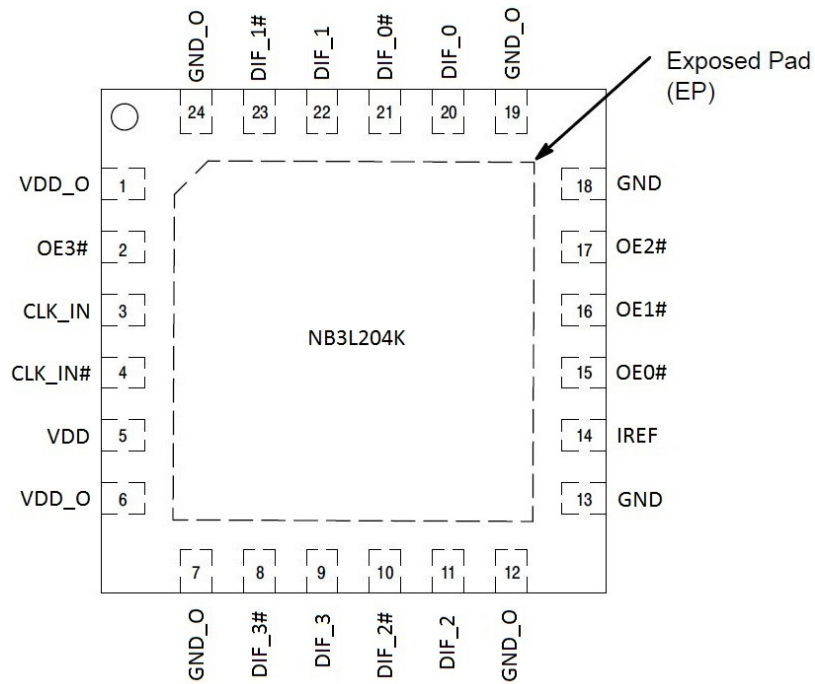 GND_O
DIF_1#
DIF_1
DIF_0#
DIF_0
GND_O
Exposed Pad
(EP)
24 23 22 21 20 19
VDD_O 1
18 GND
OE3# 2
17 OE2#
CLK_IN 3
16 OE1#
NB3L204K
CLK_IN# 4
15 OE0#
VDD 5
14 IREF
VDD_O 6
13 GND
7 8 9 10 11 12
GND_O
DIF_3#
DIF_3
DIF_2#
DIF_2
GND_O